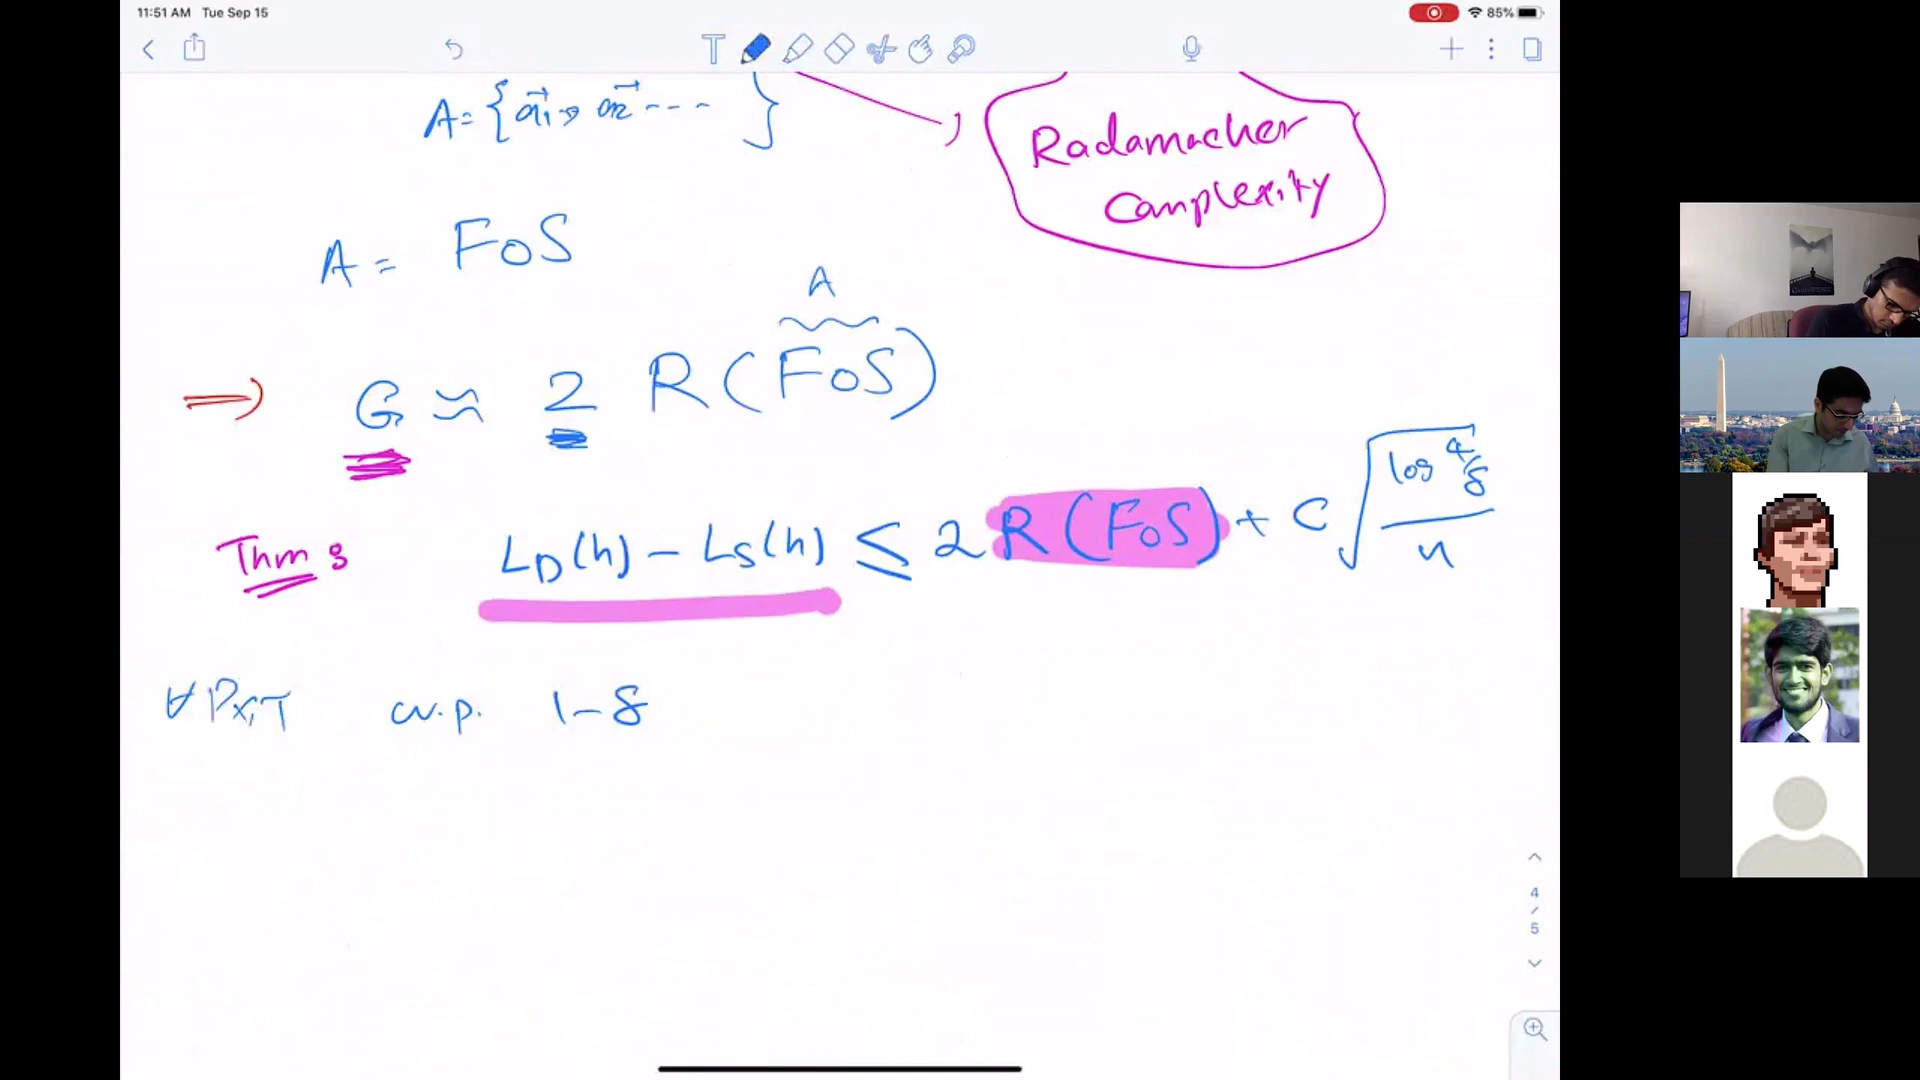 11:51 AM Tue Sep 15
85%
A = {a⃗1, a⃗2 - - - }
Radamacher
Complexity
A = FoS
A
⇒ G ≈ 2 R(FoS)
Thm: L_D(h) - L_S(h) ≤ 2 R(FoS) + C √(log 4/δ / n)
∀ P_{X,Y} w.p. 1-δ
4
/
5